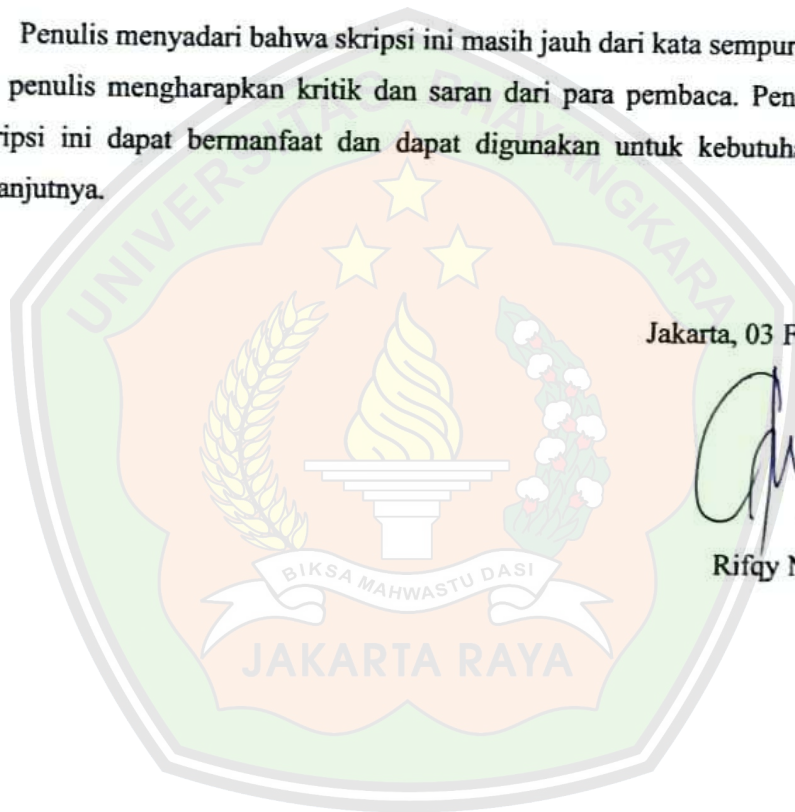 Penulis menyadari bahwa skripsi ini masih jauh dari kata sempur
penulis mengharapkan kritik dan saran dari para pembaca. Pen
ripsi ini dapat bermanfaat dan dapat digunakan untuk kebutuha
anjutnya.
UNIVERSITAS BHAYANGKARA
Jakarta, 03 F
Rifqy N
BIKSA MAHWASTU DASI
JAKARTA RAYA